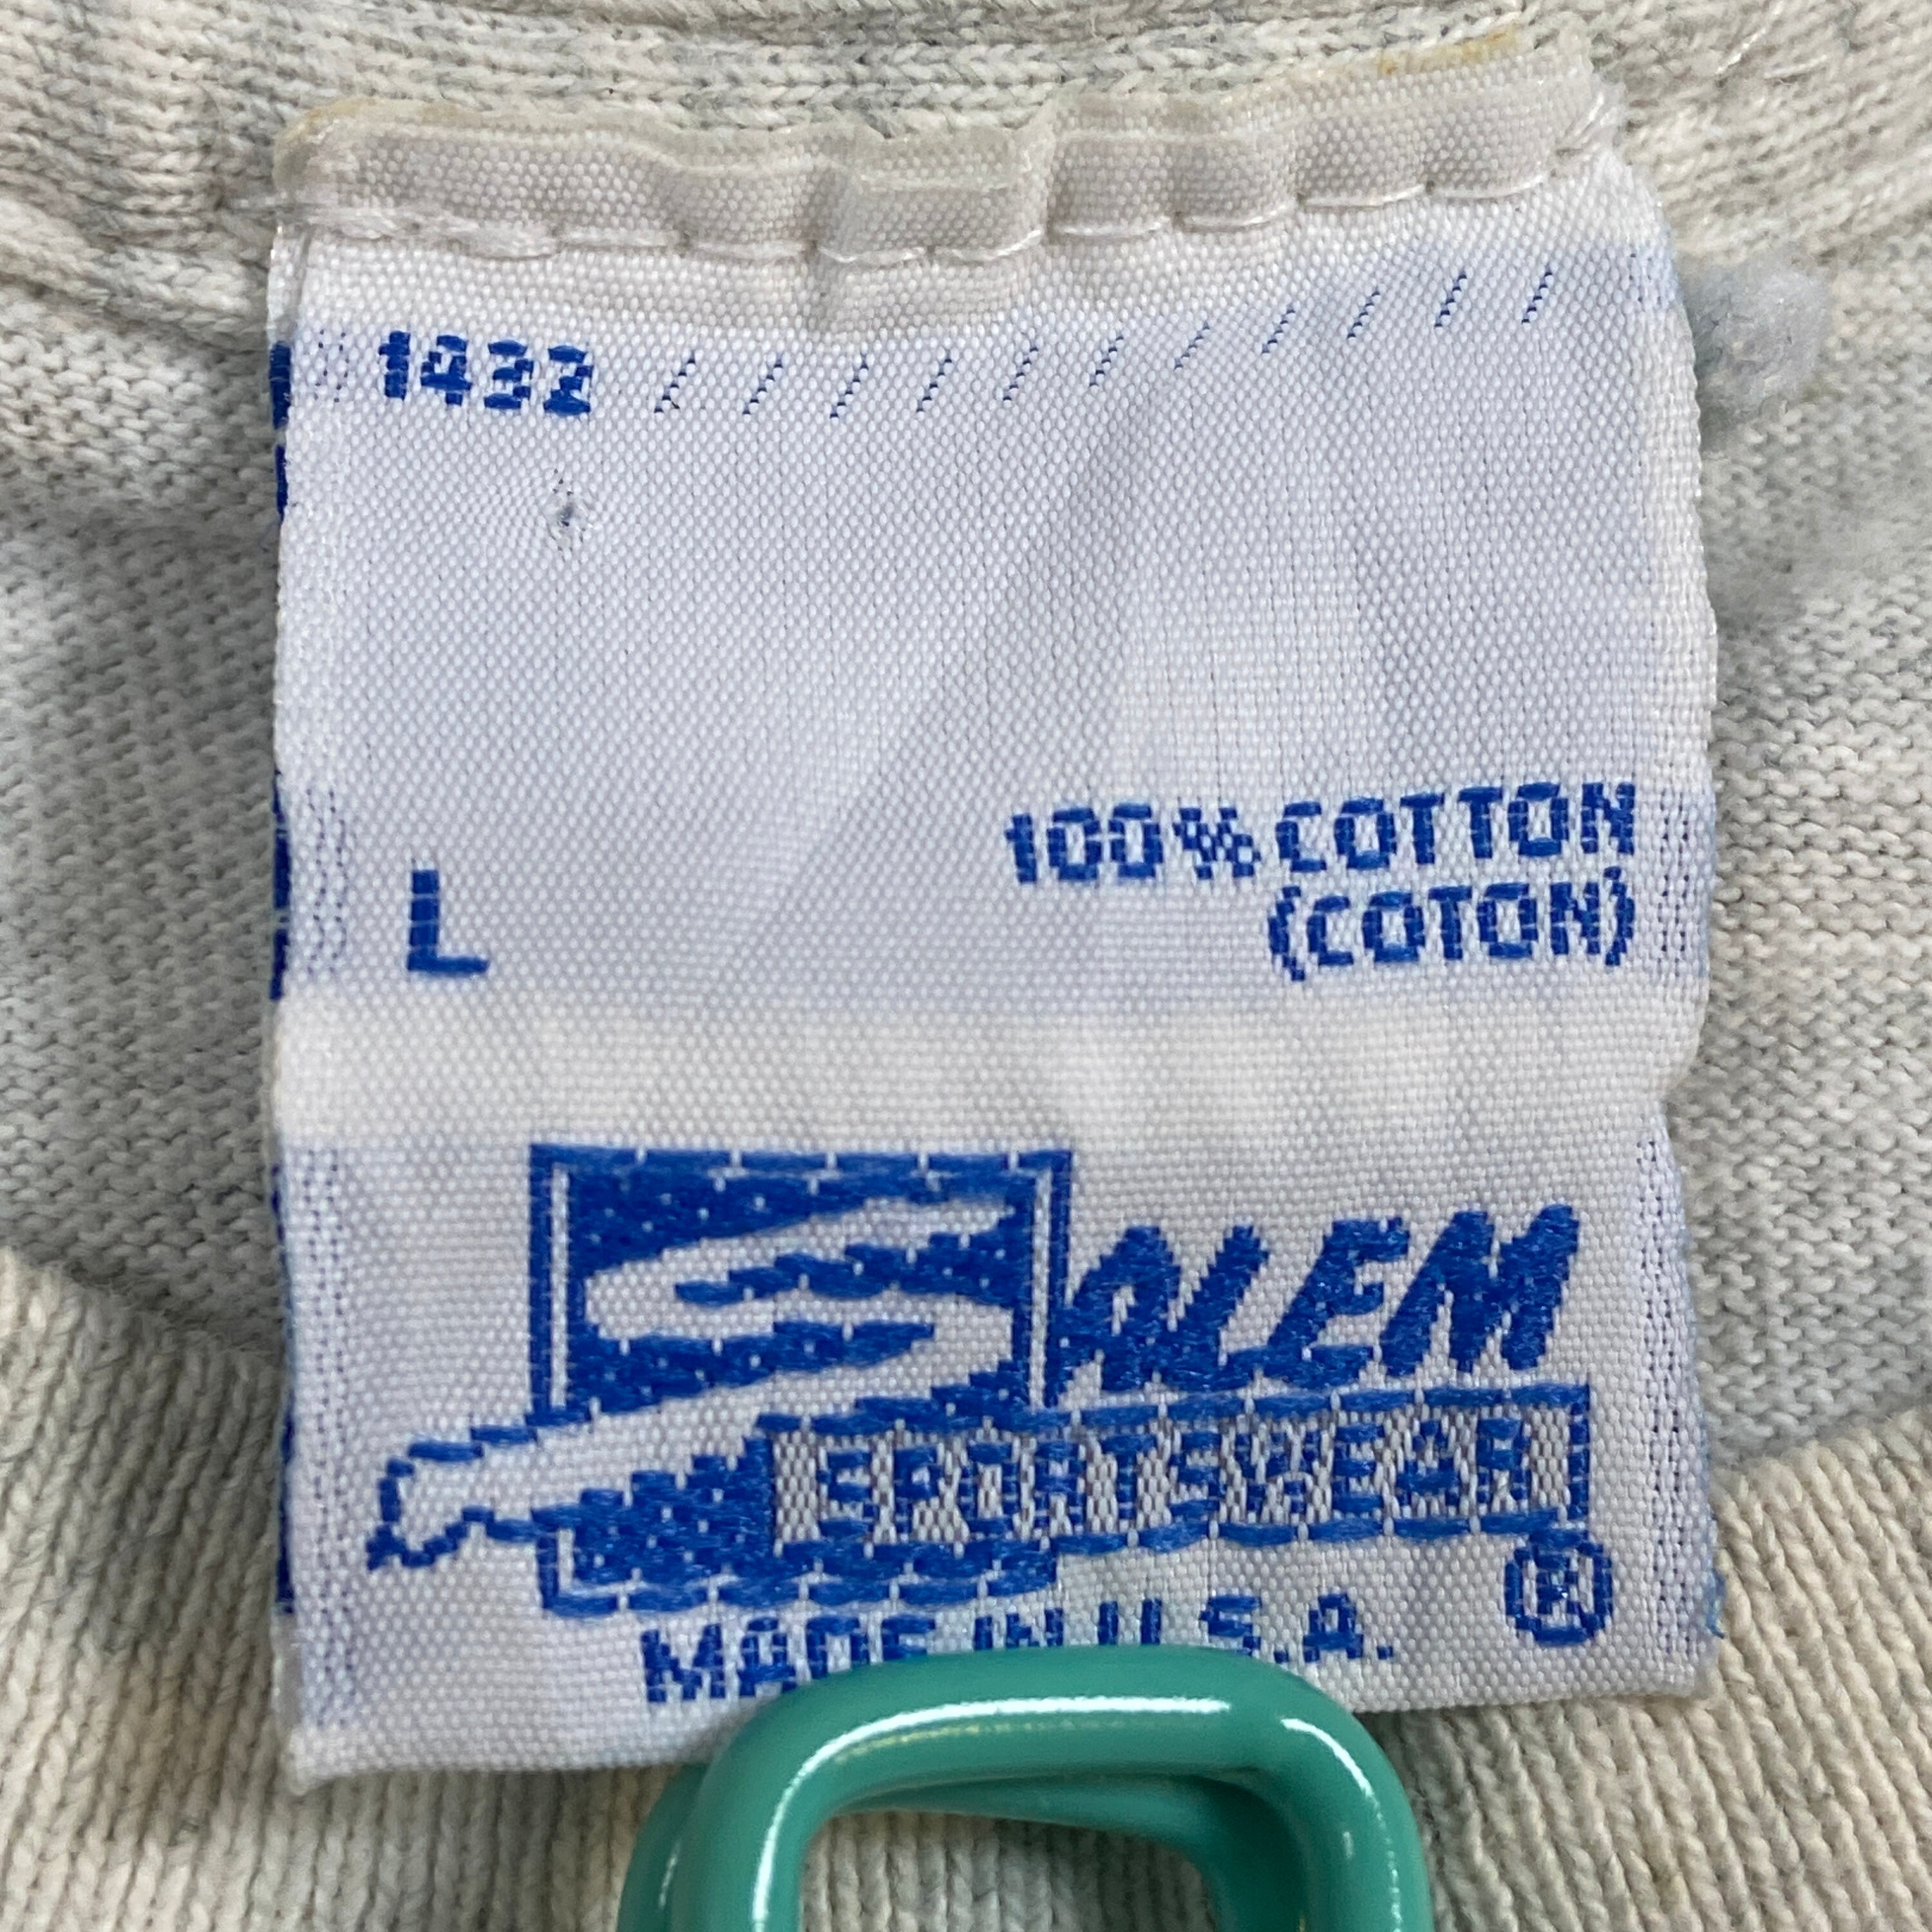 1432 / / / / / / / / / / /
100% COTTON
L (COTON)
SALEM
SPORTSWEAR
®
MADE IN U.S.A.